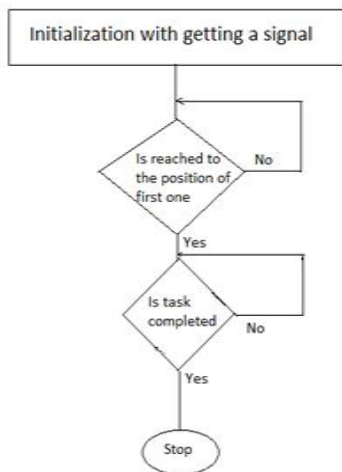 Initialization with getting a signal
Is reached to
the position of
first one
No
Yes
Is task
completed
No
Yes
Stop